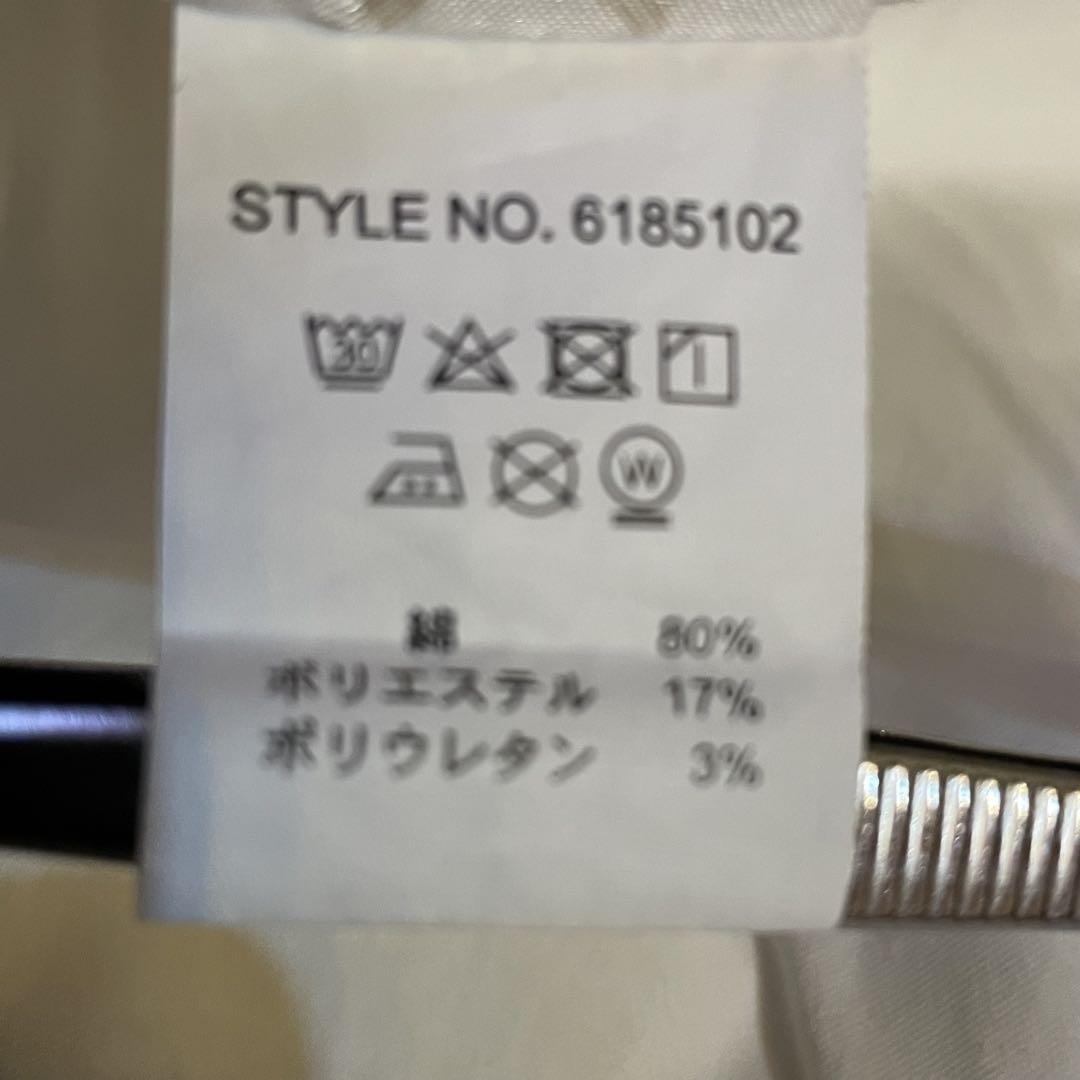 STYLE NO. 6185102
30
W
綿 80%
ポリエステル 17%
ポリウレタン 3%